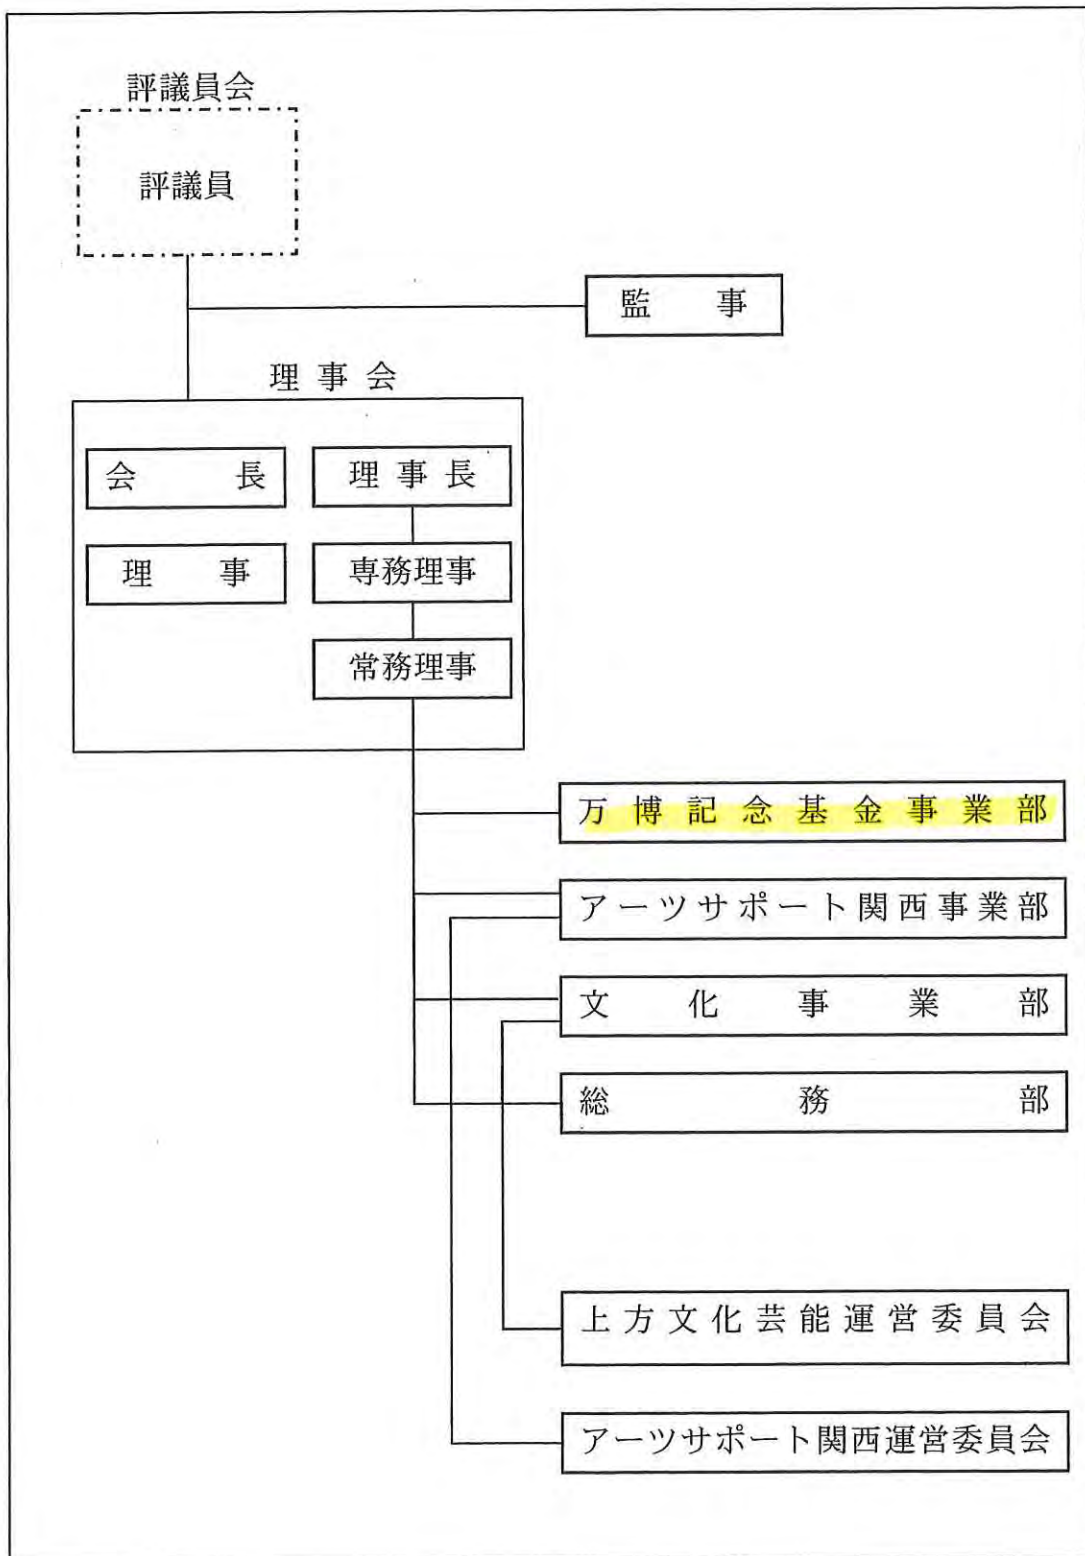 評議員会
評議員
監事
理事会
会長
理事長
理事
専務理事
常務理事
万博記念基金事業部
アーツサポート関西事業部
文化事業部
総務部
上方文化芸能運営委員会
アーツサポート関西運営委員会